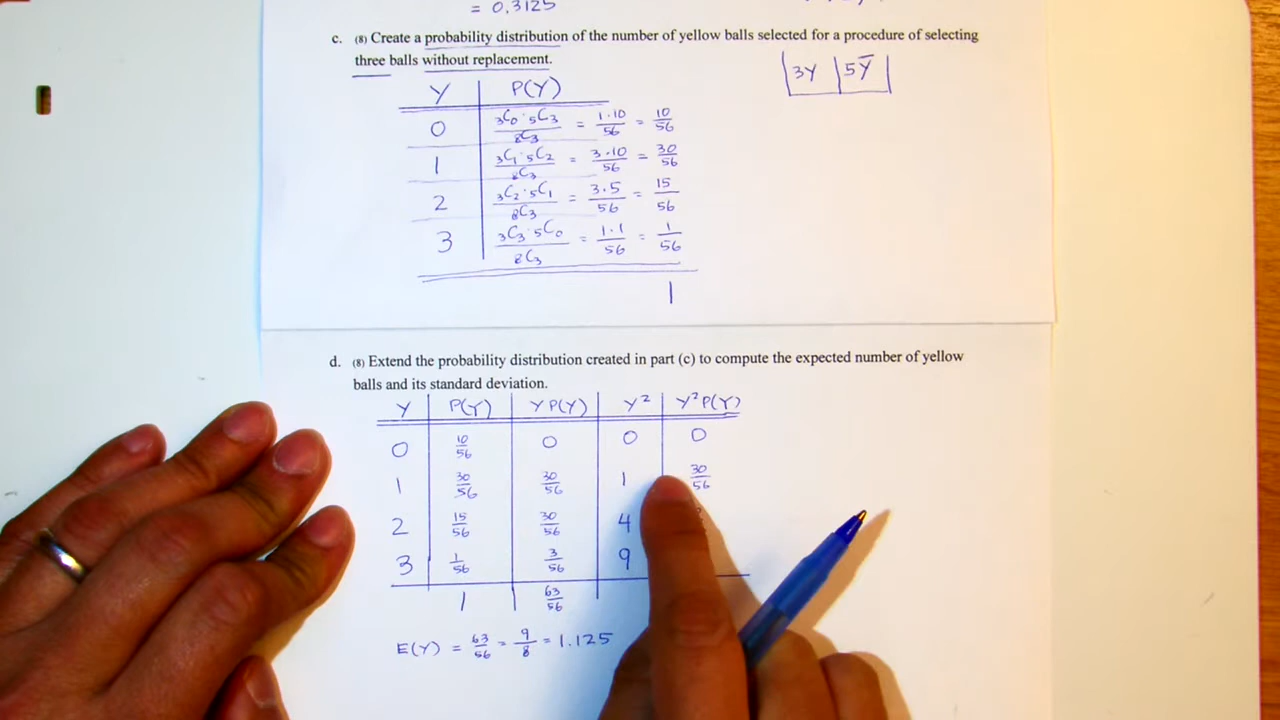 = 0.3125
c. (8) Create a probability distribution of the number of yellow balls selected for a procedure of selecting
three balls without replacement.
3Y | 5Ȳ
Y P(Y)
0 ₃C₀·₅C₃/₈C₃ = 1·10/56 = 10/56
1 ₃C₁·₅C₂/₈C₃ = 3·10/56 = 30/56
2 ₃C₂·₅C₁/₈C₃ = 3·5/56 = 15/56
3 ₃C₃·₅C₀/₈C₃ = 1·1/56 = 1/56
1
d. (8) Extend the probability distribution created in part (c) to compute the expected number of yellow
balls and its standard deviation.
Y P(Y) Y P(Y) Y² Y²P(Y)
0 10/56 0 0 0
1 30/56 30/56 1 30/56
2 15/56 30/56 4
3 1/56 3/56 9
1 63/56
E(Y) = 63/56 = 9/8 = 1.125